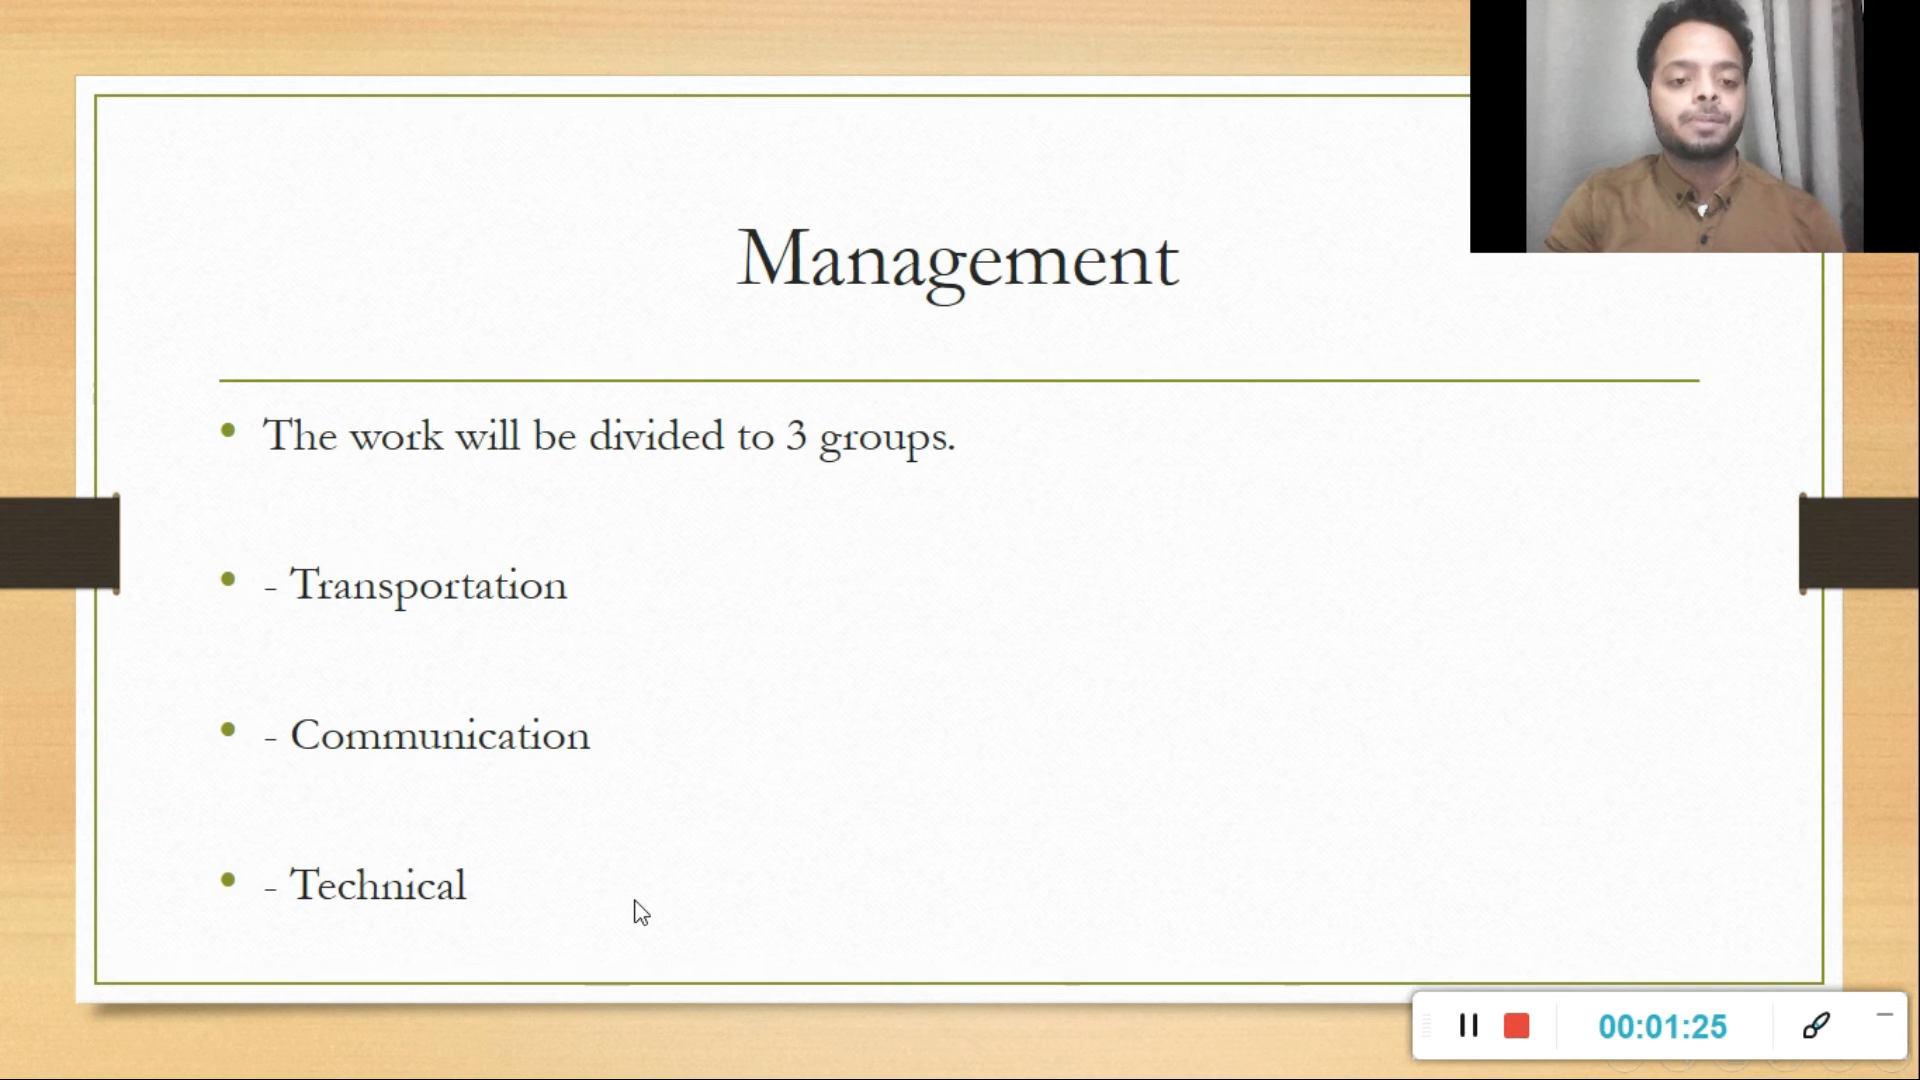 Management
The work will be divided to 3 groups.
- Transportation
- Communication
- Technical
00:01:25